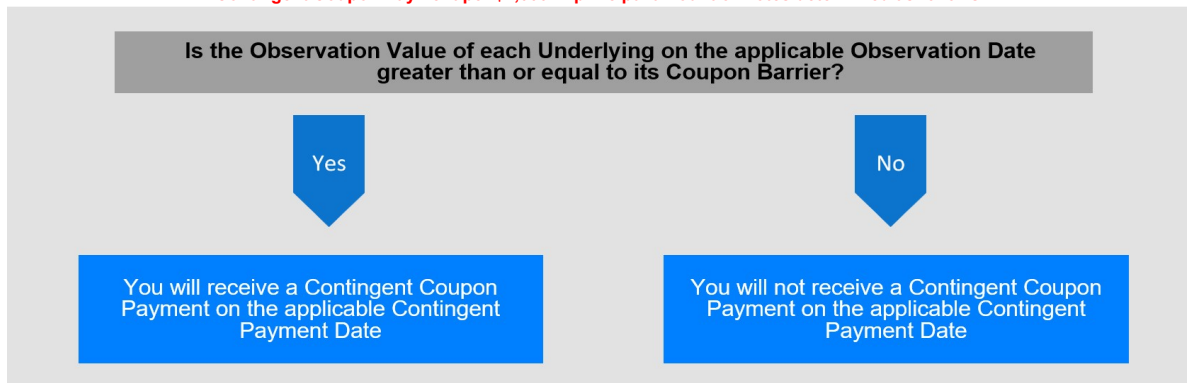 Is the Observation Value of each Underlying on the applicable Observation Date
greater than or equal to its Coupon Barrier?
Yes
No
You will receive a Contingent Coupon
Payment on the applicable Contingent
Payment Date
You will not receive a Contingent Coupon
Payment on the applicable Contingent
Payment Date